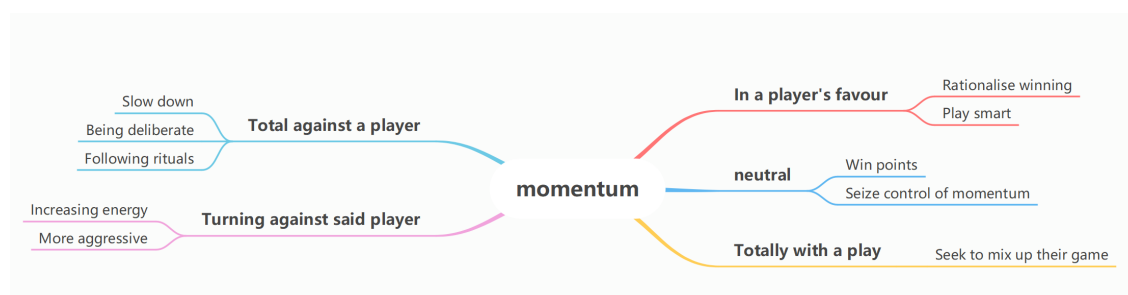 momentum
In a player's favour
Rationalise winning
Play smart
neutral
Win points
Seize control of momentum
Totally with a play
Seek to mix up their game
Total against a player
Slow down
Being deliberate
Following rituals
Turning against said player
Increasing energy
More aggressive